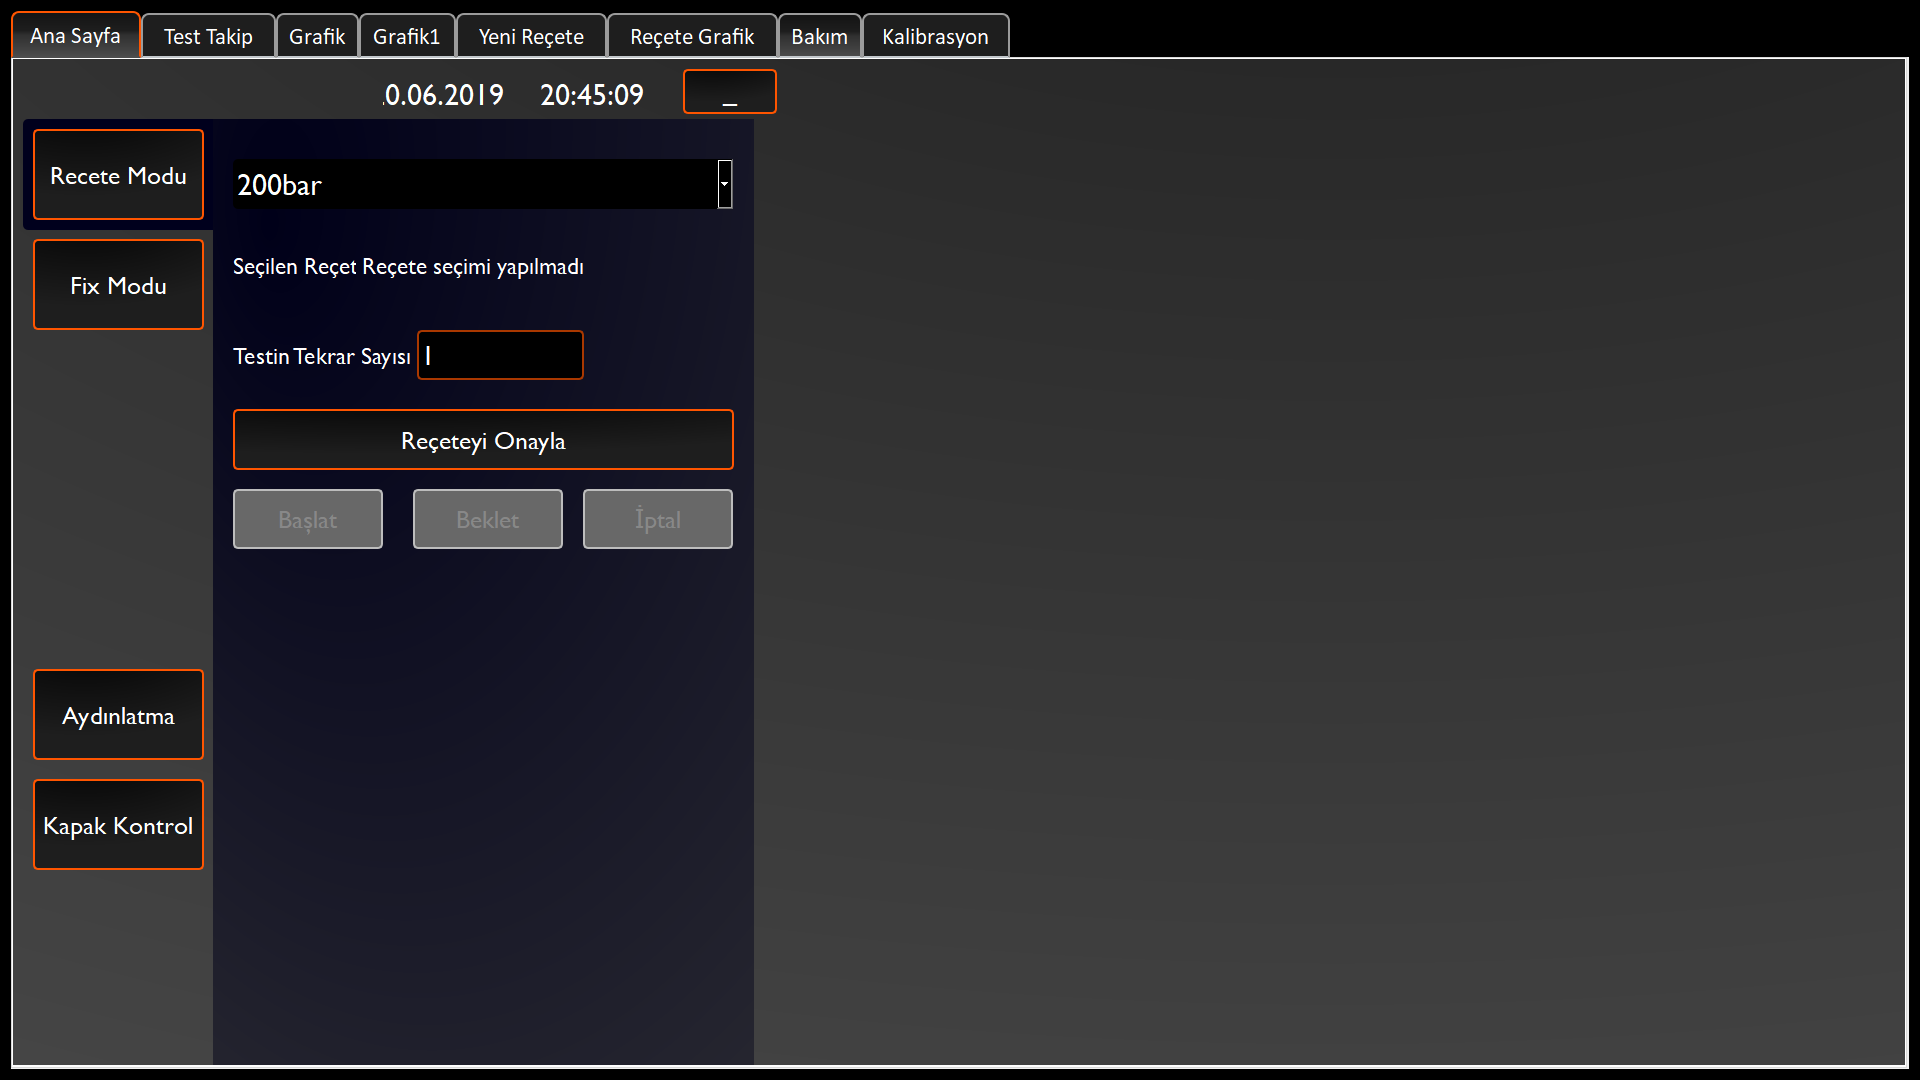 Ana Sayfa Test Takip Grafik Grafik1 Yeni Reçete Reçete Grafik Bakım Kalibrasyon
0.06.2019 20:45:09 _
Recete Modu
200bar
Fix Modu
Seçilen Reçet Reçete seçimi yapılmadı
Testin Tekrar Sayısı 1
Reçeteyi Onayla
Başlat Beklet İptal
Aydınlatma
Kapak Kontrol